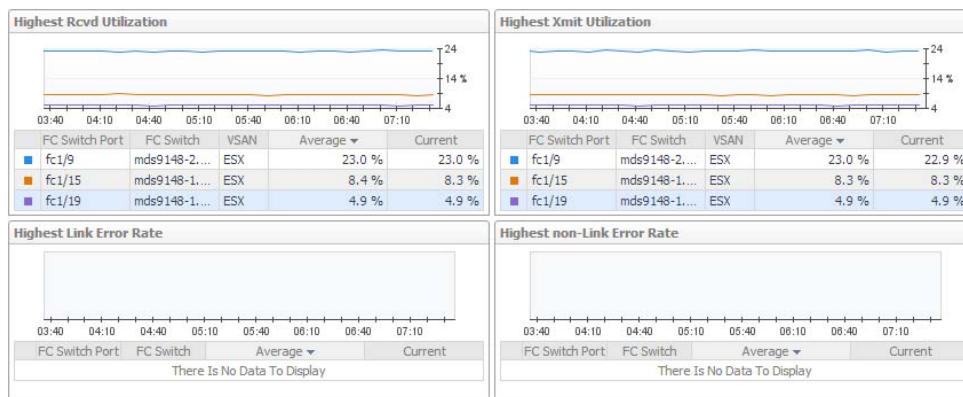 Highest Rcvd Utilization
24
14 %
4
03:40 04:10 04:40 05:10 05:40 06:10 06:40 07:10
FC Switch Port FC Switch VSAN Average Current
fc1/9 mds9148-2.... ESX 23.0 % 23.0 %
fc1/15 mds9148-1.... ESX 8.4 % 8.3 %
fc1/19 mds9148-1.... ESX 4.9 % 4.9 %
Highest Xmit Utilization
24
14 %
4
03:40 04:10 04:40 05:10 05:40 06:10 06:40 07:10
FC Switch Port FC Switch VSAN Average Current
fc1/9 mds9148-2.... ESX 23.0 % 22.9 %
fc1/15 mds9148-1.... ESX 8.3 % 8.3 %
fc1/19 mds9148-1.... ESX 4.9 % 4.9 %
Highest Link Error Rate
03:40 04:10 04:40 05:10 05:40 06:10 06:40 07:10
FC Switch Port FC Switch Average Current
There Is No Data To Display
Highest non-Link Error Rate
03:40 04:10 04:40 05:10 05:40 06:10 06:40 07:10
FC Switch Port FC Switch Average Current
There Is No Data To Display